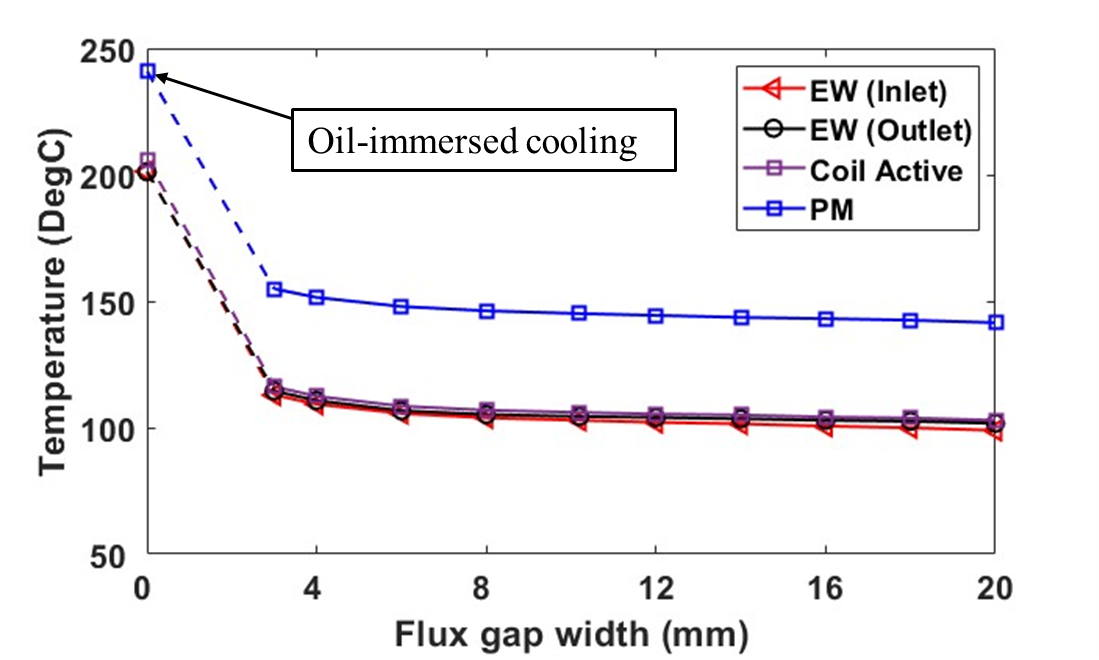 250
200
150
100
50
Temperature (DegC)
Oil-immersed cooling
EW (Inlet)
EW (Outlet)
Coil Active
PM
0 4 8 12 16 20
Flux gap width (mm)